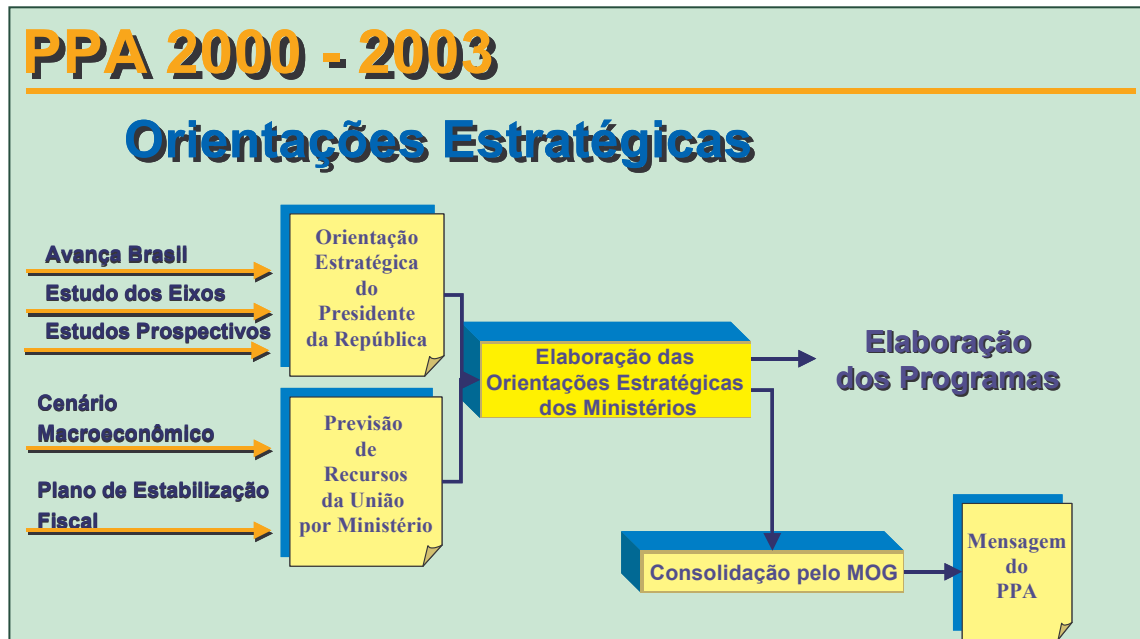 PPA 2000 - 2003
Orientações Estratégicas
Avança Brasil
Estudo dos Eixos
Estudos Prospectivos
Orientação
Estratégica
do
Presidente
da República
Cenário
Macroeconômico
Plano de Estabilização
Fiscal
Previsão
de
Recursos
da União
por Ministério
Elaboração das
Orientações Estratégicas
dos Ministérios
Elaboração
dos Programas
Consolidação pelo MOG
Mensagem
do
PPA